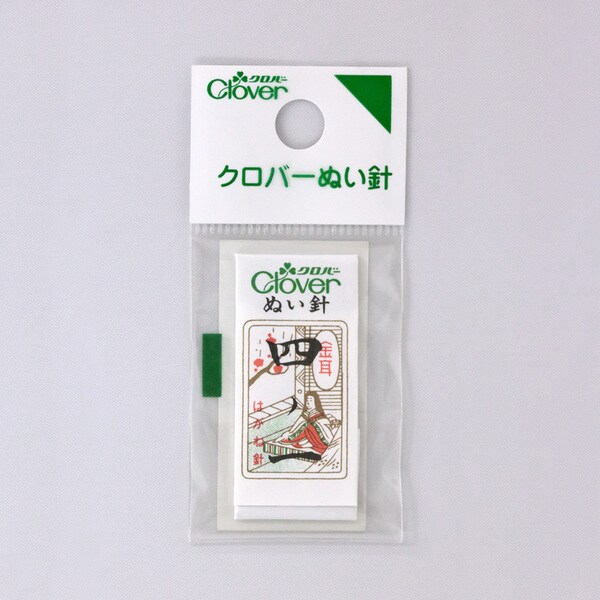 クロバー
Clover
クロバーぬい針
クロバー
Clover
ぬい針
四ノ一
金耳
はがね針